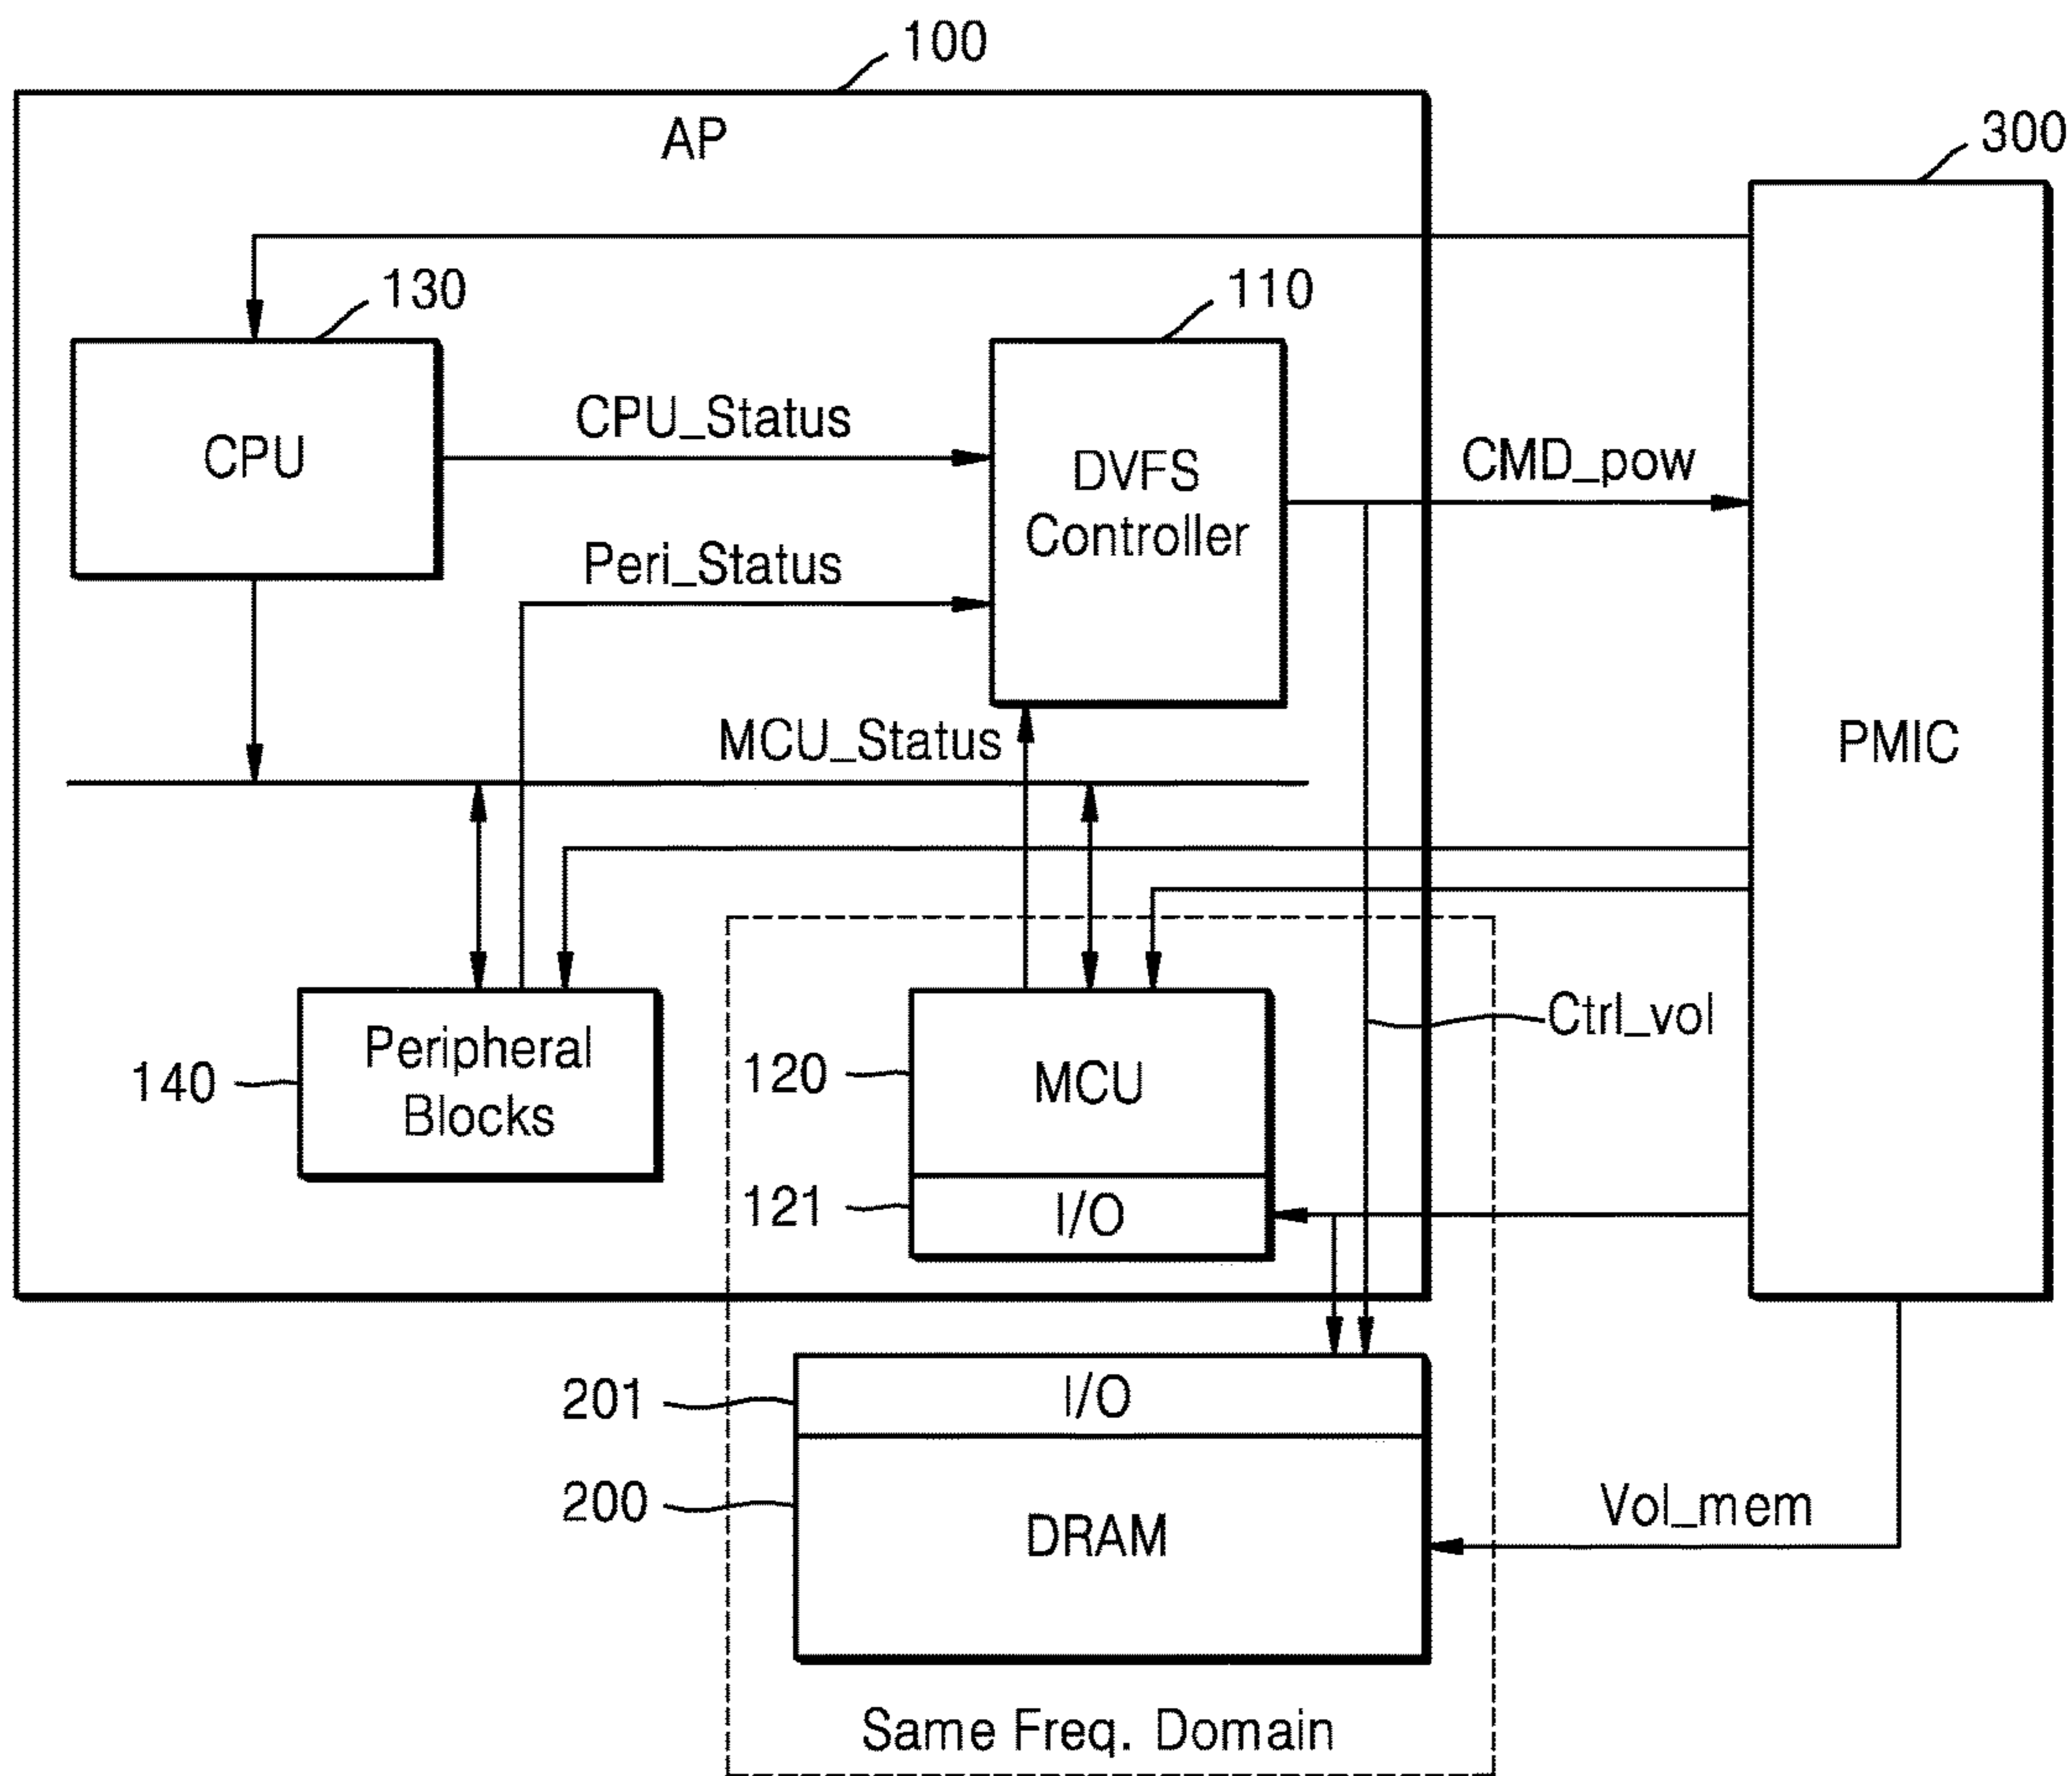 100
AP
300
130
110
CPU
CPU_Status
DVFS
Controller
CMD_pow
Peri_Status
MCU_Status
PMIC
Peripheral
Blocks
140
120
MCU
Ctrl_vol
121
I/O
201
I/O
200
DRAM
Vol_mem
Same Freq. Domain